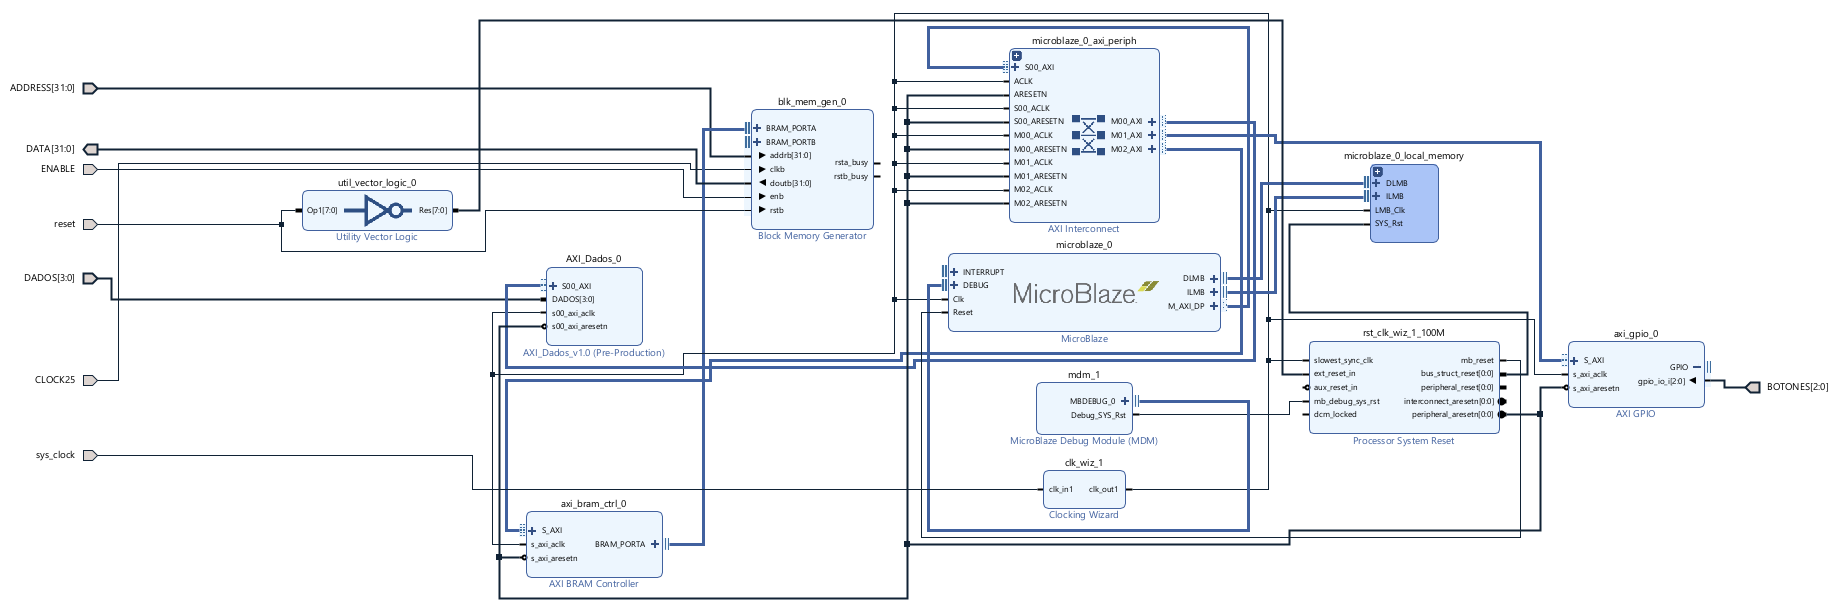 ADDRESS[31:0]
DATA[31:0]
ENABLE
reset
DADOS[3:0]
CLOCK25
sys_clock
util_vector_logic_0
Op1[7:0]
Res[7:0]
Utility Vector Logic
blk_mem_gen_0
BRAM_PORTA
BRAM_PORTB
addrb[31:0]
clkb
doutb[31:0]
enb
rstb
rsta_busy
rstb_busy
Block Memory Generator
AXI_Dados_0
S00_AXI
DADOS[3:0]
s00_axi_aclk
s00_axi_aresetn
AXI_Dados_v1.0 (Pre-Production)
axi_bram_ctrl_0
S_AXI
s_axi_aclk
s_axi_aresetn
BRAM_PORTA
AXI BRAM Controller
microblaze_0_axi_periph
S00_AXI
ACLK
ARESETN
S00_ACLK
S00_ARESETN
M00_ACLK
M00_ARESETN
M01_ACLK
M01_ARESETN
M02_ACLK
M02_ARESETN
M00_AXI
M01_AXI
M02_AXI
AXI Interconnect
microblaze_0
INTERRUPT
DEBUG
Clk
Reset
MicroBlaze
DLMB
ILMB
M_AXI_DP
MicroBlaze
mdm_1
MBDEBUG_0
Debug_SYS_Rst
MicroBlaze Debug Module (MDM)
clk_wiz_1
clk_in1
clk_out1
Clocking Wizard
microblaze_0_local_memory
DLMB
ILMB
LMB_Clk
SYS_Rst
rst_clk_wiz_1_100M
slowest_sync_clk
ext_reset_in
aux_reset_in
mb_debug_sys_rst
dcm_locked
mb_reset
bus_struct_reset[0:0]
peripheral_reset[0:0]
interconnect_aresetn[0:0]
peripheral_aresetn[0:0]
Processor System Reset
axi_gpio_0
S_AXI
s_axi_aclk
s_axi_aresetn
GPIO
gpio_io_i[2:0]
AXI GPIO
BOTONES[2:0]